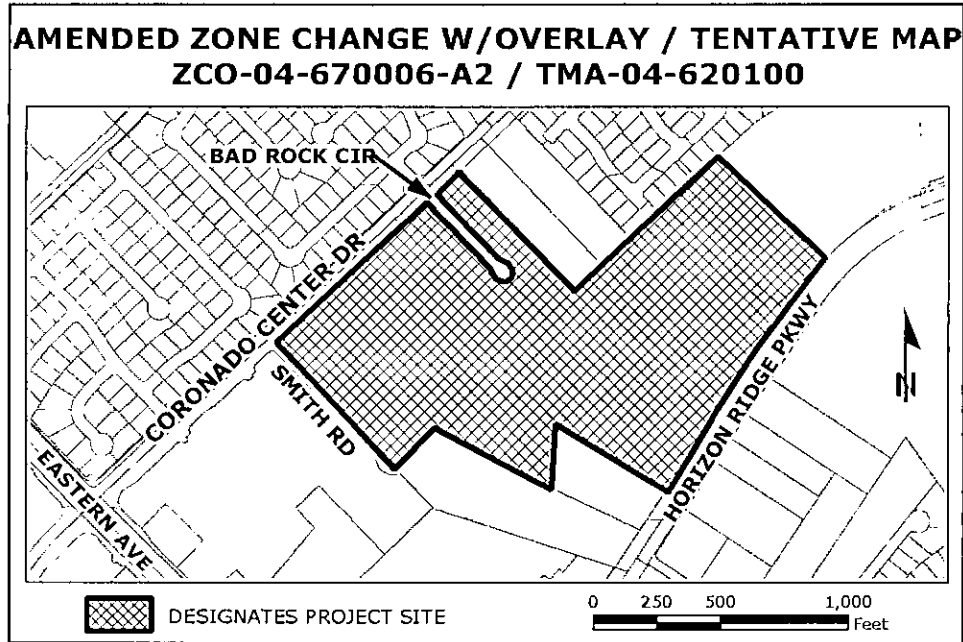 AMENDED ZONE CHANGE W/OVERLAY / TENTATIVE MAP
ZCO-04-670006-A2 / TMA-04-620100
BAD ROCK CIR
CORONADO CENTER DR
SMITH RD
EASTERN AVE
HORIZON RIDGE PKWY
N
DESIGNATES PROJECT SITE
0 250 500 1,000
Feet